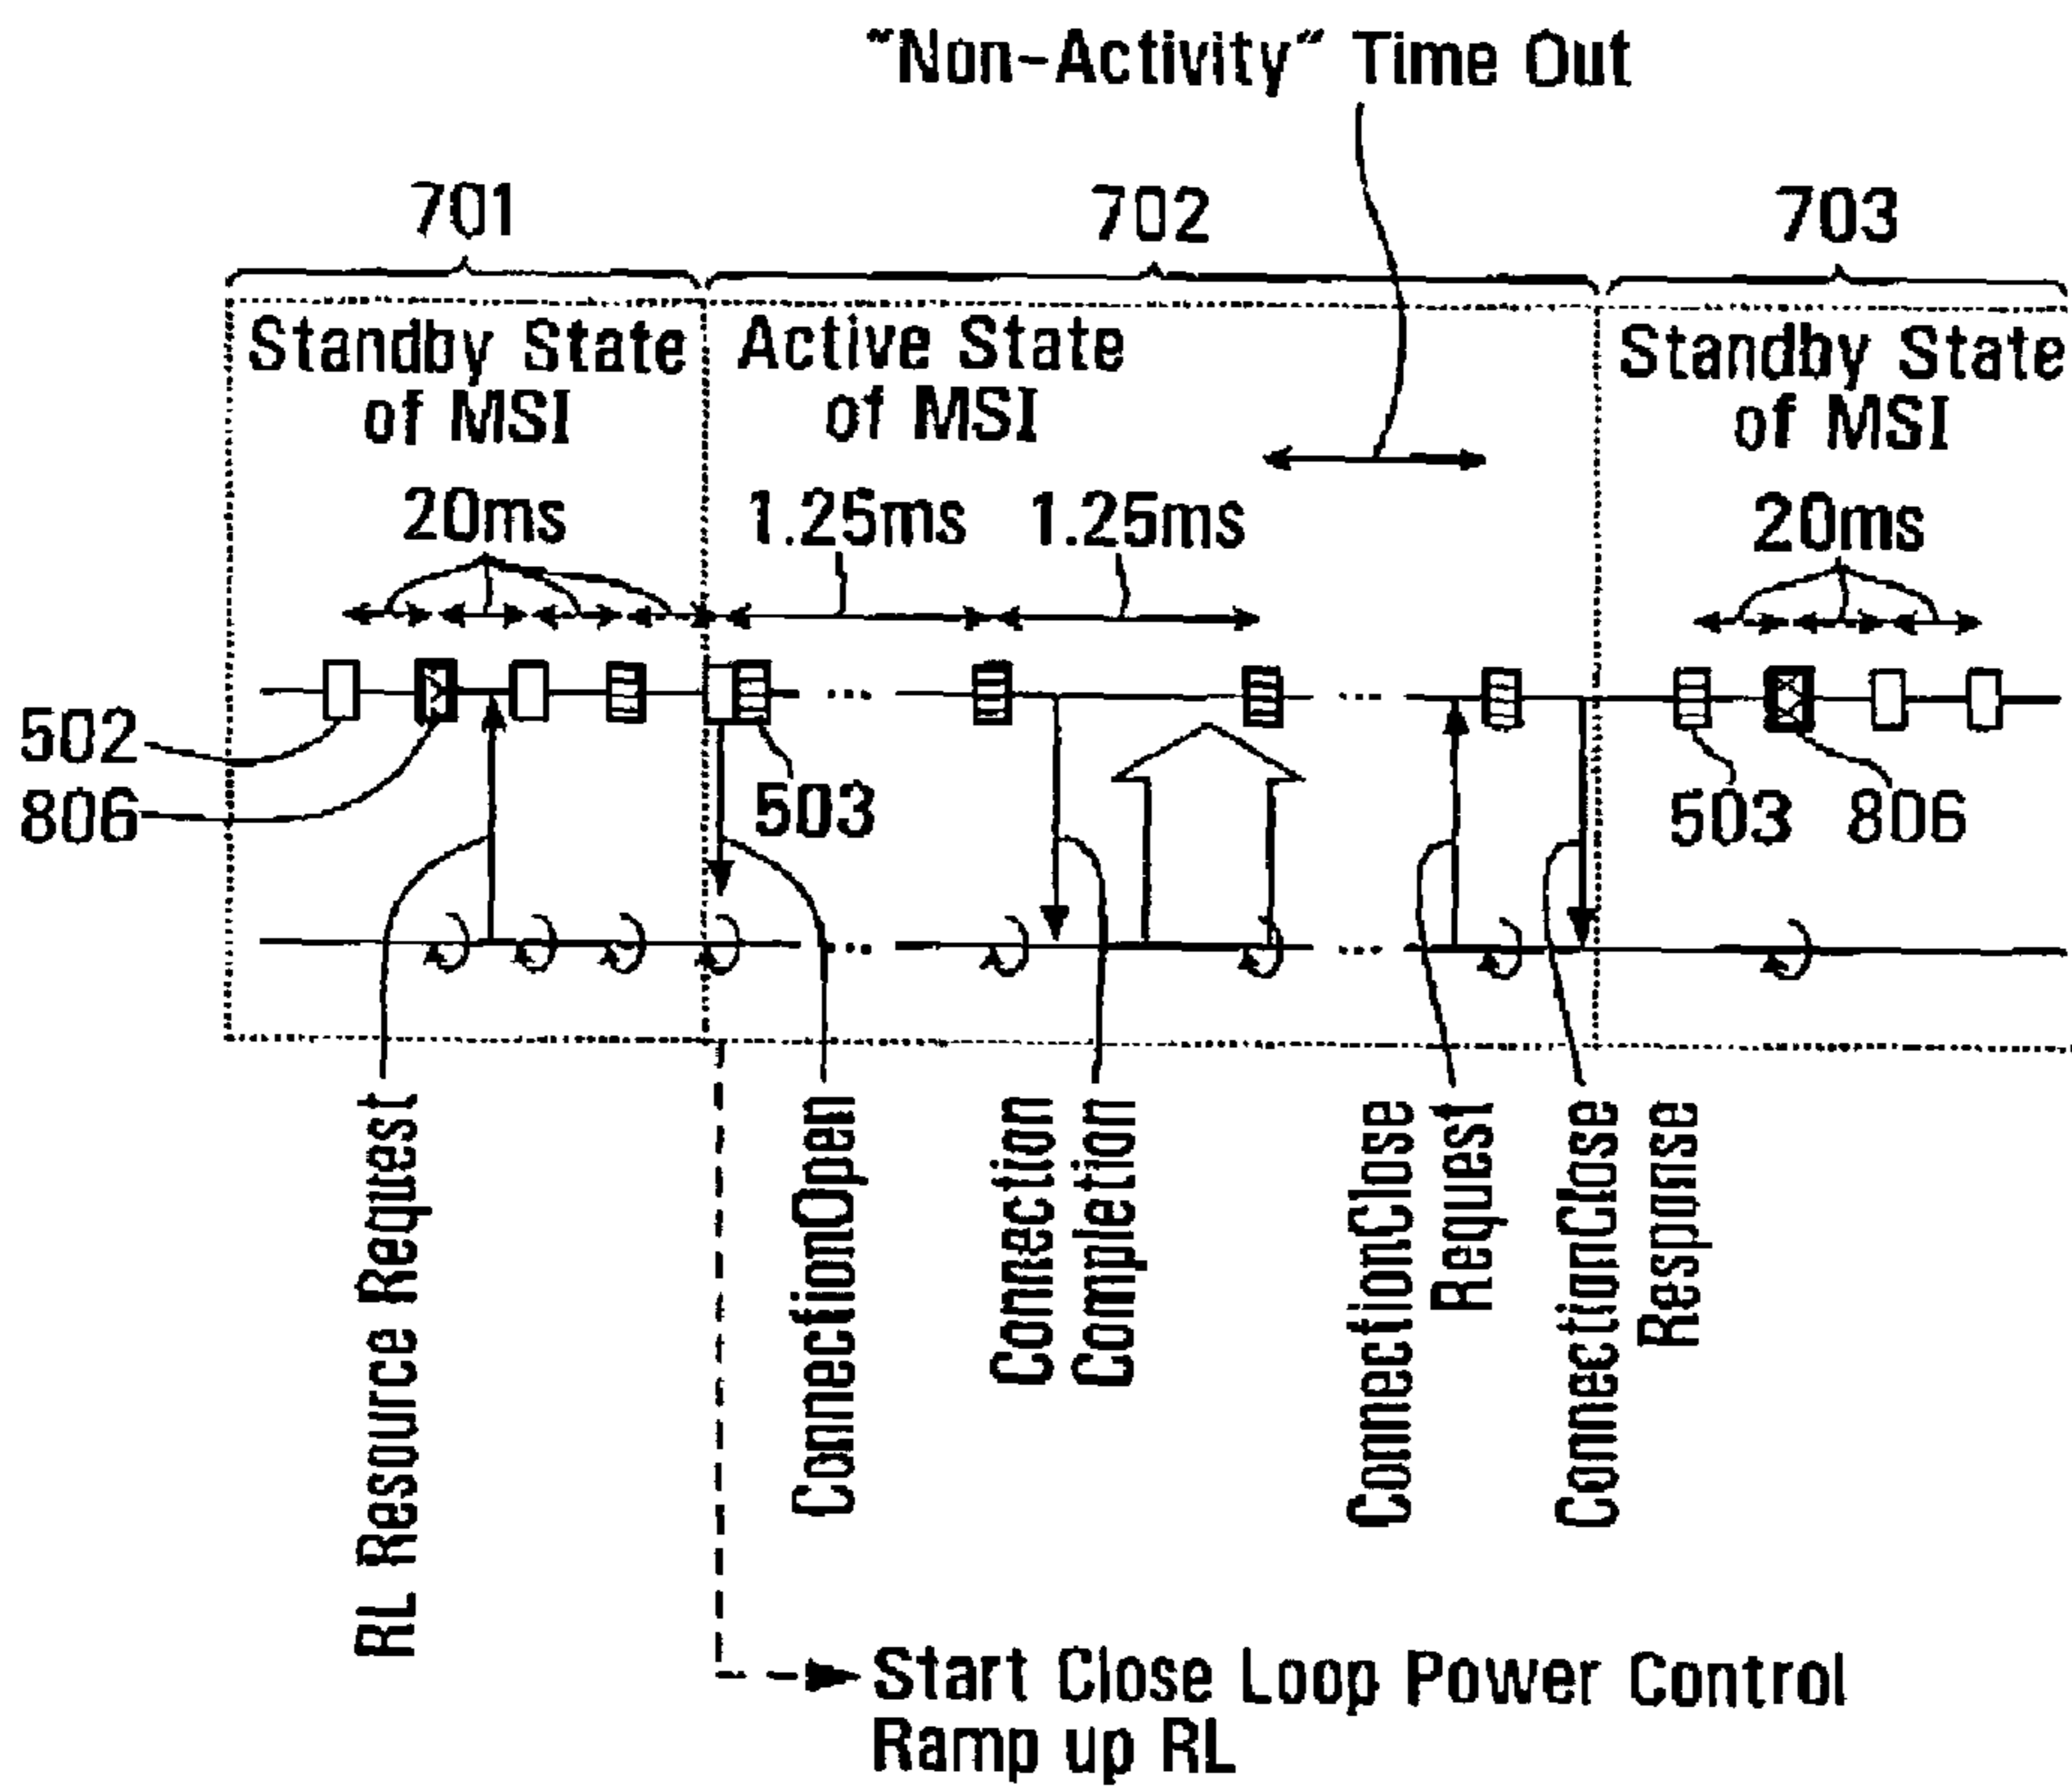 "Non-Activity" Time Out
701
702
703
Standby State
of MSI
Active State
of MSI
Standby State
of MSI
20ms
1.25ms
1.25ms
20ms
502
806
503
503
806
RL Resource Request
ConnectionOpen
Connection
Completion
ConnectionClose
Request
ConnectionClose
Response
Start Close Loop Power Control
Ramp up RL